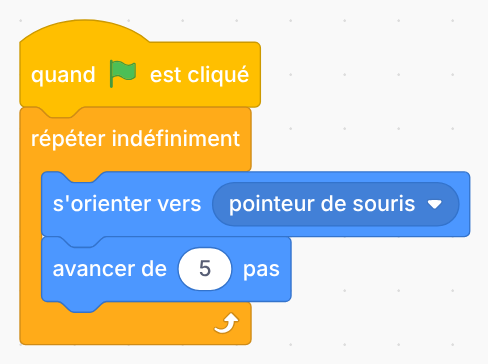 quand est cliqué
répéter indéfiniment
s'orienter vers pointeur de souris
avancer de 5 pas